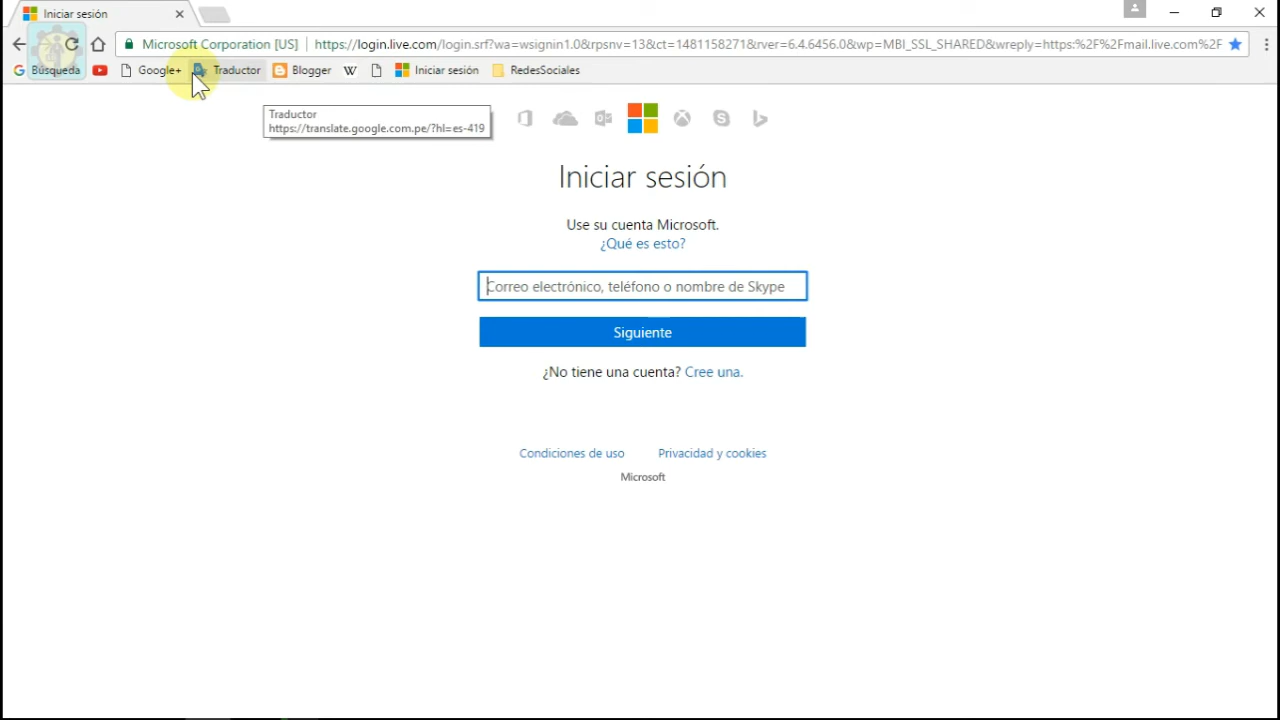 Iniciar sesión
Microsoft Corporation [US] https://login.live.com/login.srf?wa=wsignin1.0&rpsnv=13&ct=1481158271&rver=6.4.6456.0&wp=MBI_SSL_SHARED&wreply=https:%2F%2Fmail.live.com%2F
Búsqueda Google+ Traductor Blogger W Iniciar sesión RedesSociales
Traductor
https://translate.google.com.pe/?hl=es-419
Iniciar sesión
Use su cuenta Microsoft.
¿Qué es esto?
Correo electrónico, teléfono o nombre de Skype
Siguiente
¿No tiene una cuenta? Cree una.
Condiciones de uso Privacidad y cookies
Microsoft